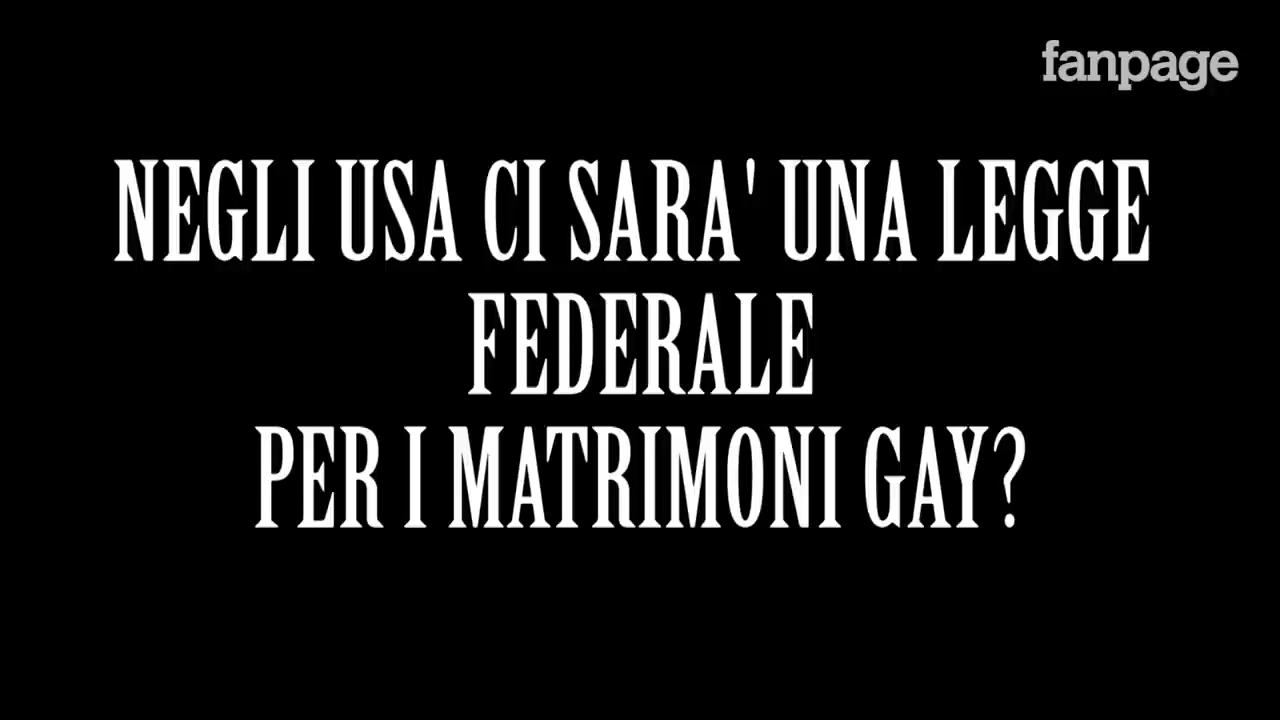 fanpage
NEGLI USA CI SARA' UNA LEGGE
FEDERALE
PER I MATRIMONI GAY?